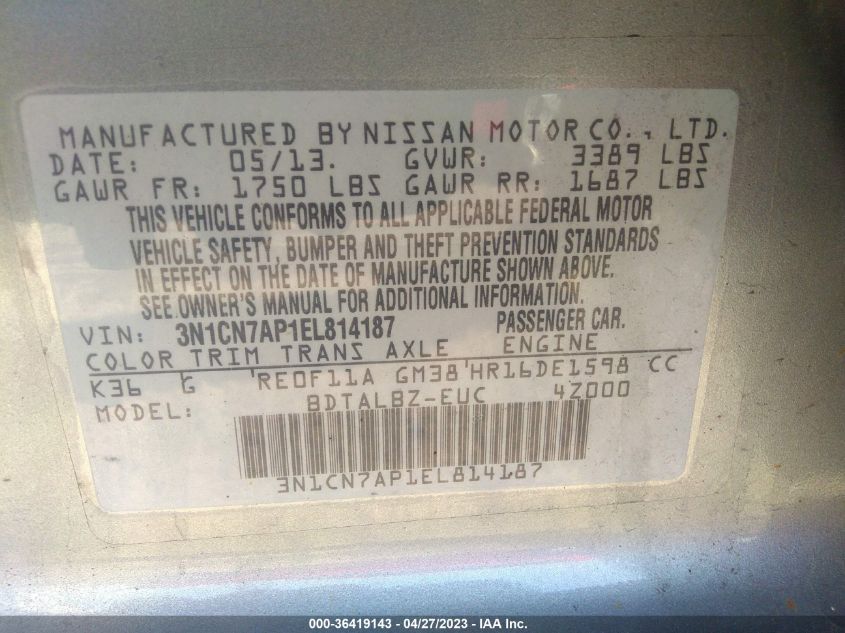 MANUFACTURED BY NISSAN MOTOR CO., LTD.
DATE: 05/13. GVWR: 3389 LBS
GAWR FR: 1750 LBS GAWR RR: 1687 LBS
THIS VEHICLE CONFORMS TO ALL APPLICABLE FEDERAL MOTOR
VEHICLE SAFETY, BUMPER AND THEFT PREVENTION STANDARDS
IN EFFECT ON THE DATE OF MANUFACTURE SHOWN ABOVE.
SEE OWNER'S MANUAL FOR ADDITIONAL INFORMATION.
VIN: 3N1CN7AP1EL814187 PASSENGER CAR.
COLOR TRIM TRANS AXLE ENGINE
K36 G RE0F11A GM38 HR16DE1598 CC
MODEL: BDTALBZ-EUC 4Z000
3N1CN7AP1EL814187
000-36419143 - 04/27/2023 - IAA Inc.